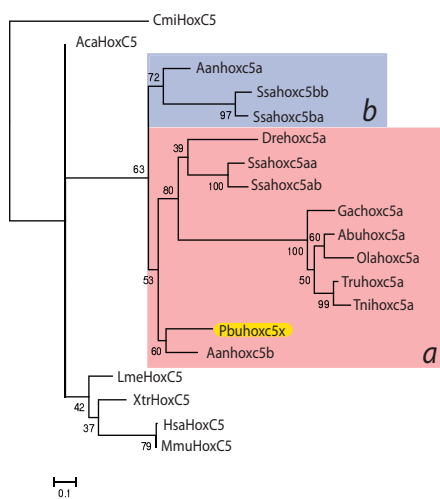 CmiHoxC5
AcaHoxC5
72
Aanhoxc5a
Ssahoxc5bb
97
Ssahoxc5ba
b
39
Drehoxc5a
63
Ssahoxc5aa
100
Ssahoxc5ab
80
Gachoxc5a
60
Abuhoxc5a
100
Olahoxc5a
50
Truhoxc5a
53
99
Tnihoxc5a
Pbuhoxc5x
60
Aanhoxc5b
a
LmeHoxC5
42
XtrHoxC5
37
HsaHoxC5
79
MmuHoxC5
0.1